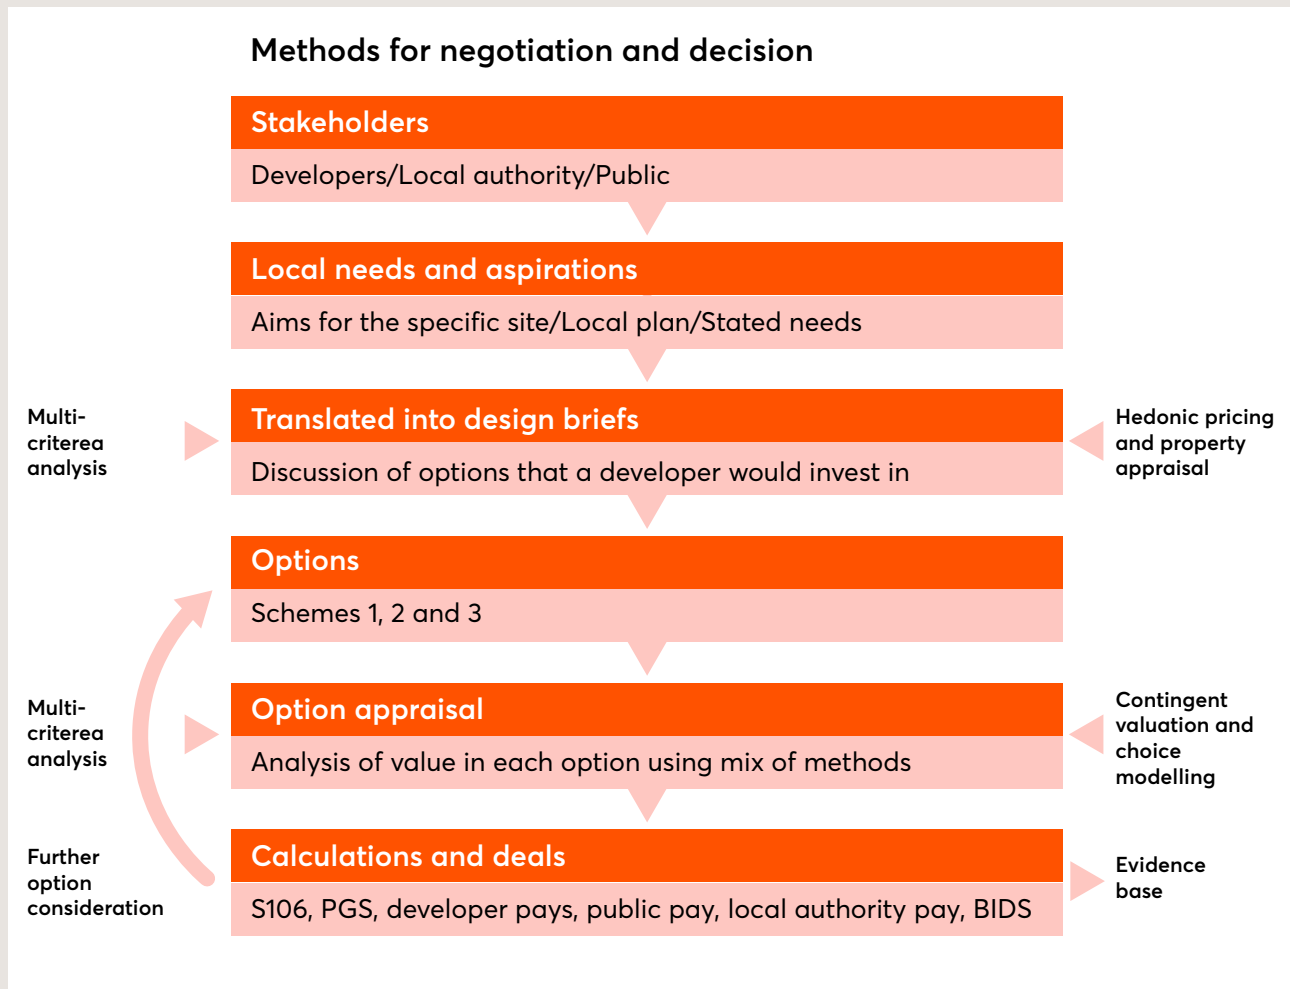 Methods for negotiation and decision
Stakeholders
Developers/Local authority/Public
Local needs and aspirations
Aims for the specific site/Local plan/Stated needs
Multi-
criterea
analysis
Translated into design briefs
Discussion of options that a developer would invest in
Hedonic pricing
and property
appraisal
Options
Schemes 1, 2 and 3
Multi-
criterea
analysis
Option appraisal
Analysis of value in each option using mix of methods
Contingent
valuation and
choice
modelling
Further
option
consideration
Calculations and deals
S106, PGS, developer pays, public pay, local authority pay, BIDS
Evidence
base